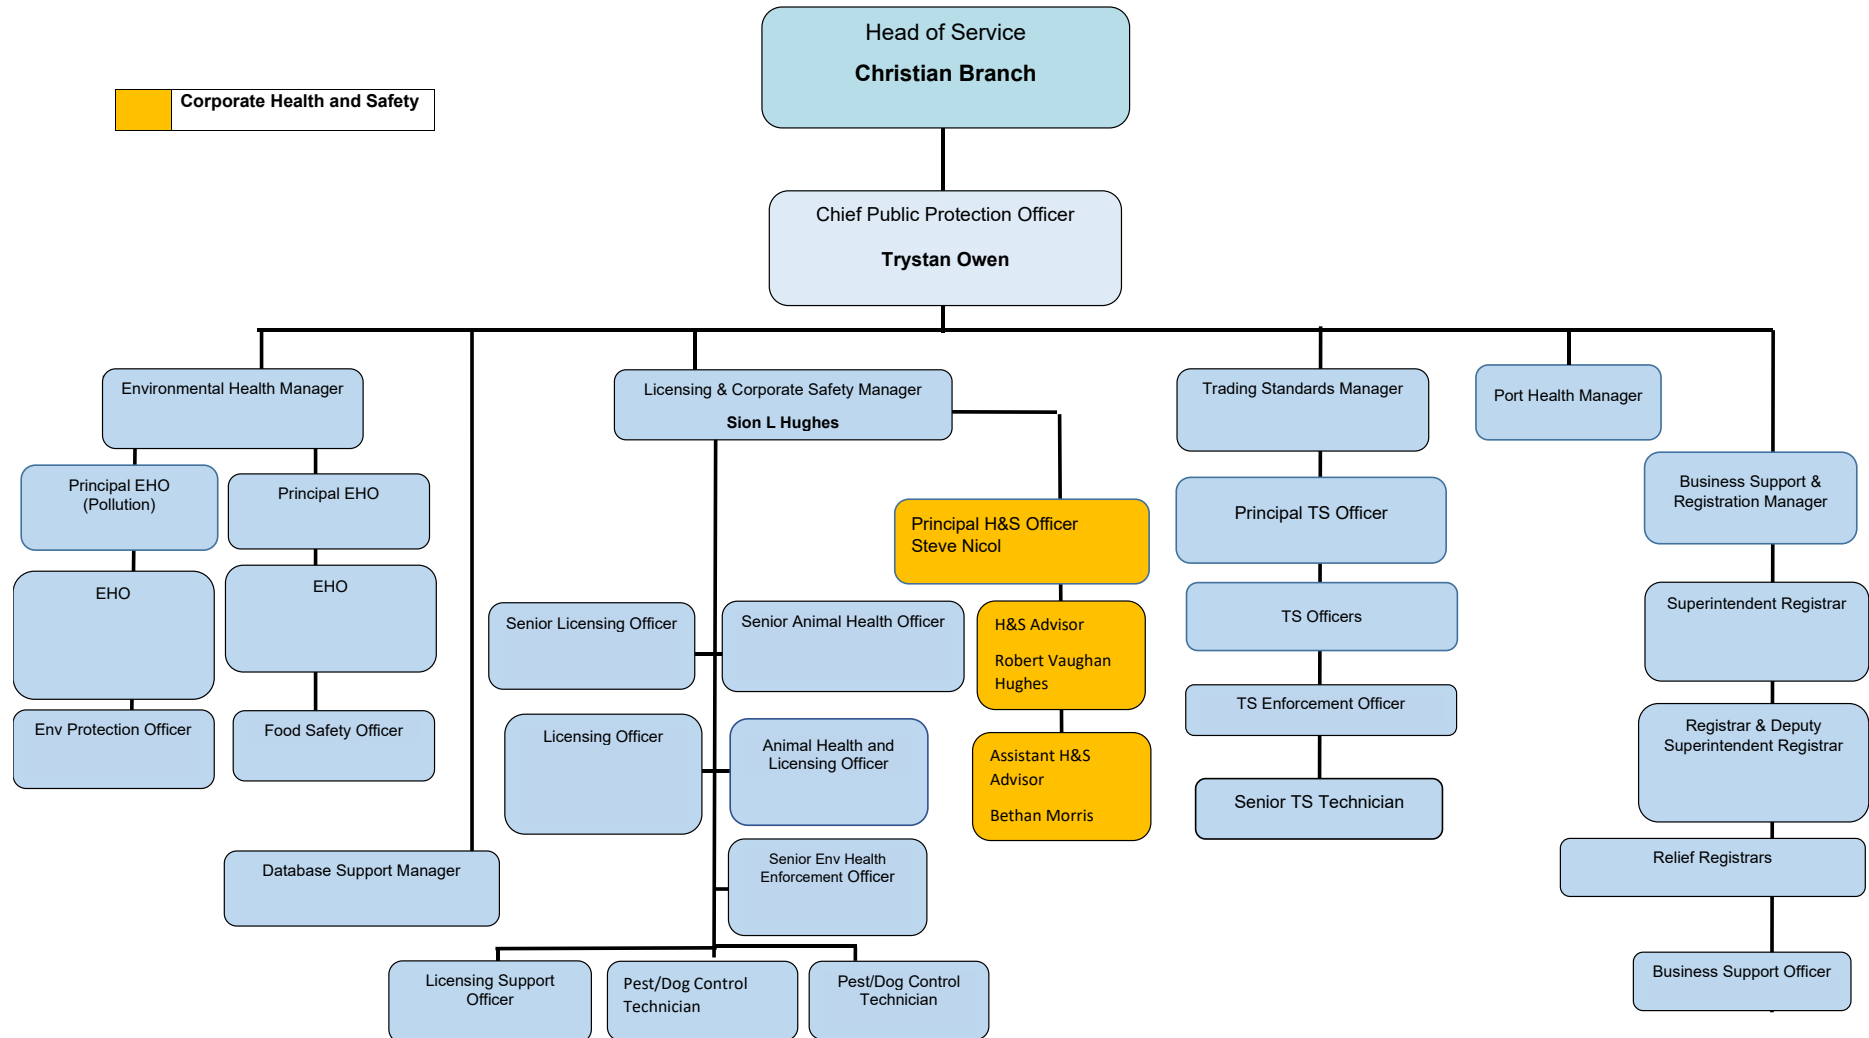 Head of Service
Christian Branch
Corporate Health and Safety
Chief Public Protection Officer
Trystan Owen
Environmental Health Manager
Licensing & Corporate Safety Manager
Sion L Hughes
Trading Standards Manager
Port Health Manager
Principal EHO
(Pollution)
Principal EHO
Principal H&S Officer
Steve Nicol
Principal TS Officer
Business Support &
Registration Manager
EHO
EHO
Senior Licensing Officer
Senior Animal Health Officer
H&S Advisor
Robert Vaughan
Hughes
TS Officers
Superintendent Registrar
Env Protection Officer
Food Safety Officer
Licensing Officer
Animal Health and
Licensing Officer
Assistant H&S
Advisor
Bethan Morris
TS Enforcement Officer
Registrar & Deputy
Superintendent Registrar
Senior TS Technician
Database Support Manager
Senior Env Health
Enforcement Officer
Relief Registrars
Licensing Support
Officer
Pest/Dog Control
Technician
Pest/Dog Control
Technician
Business Support Officer